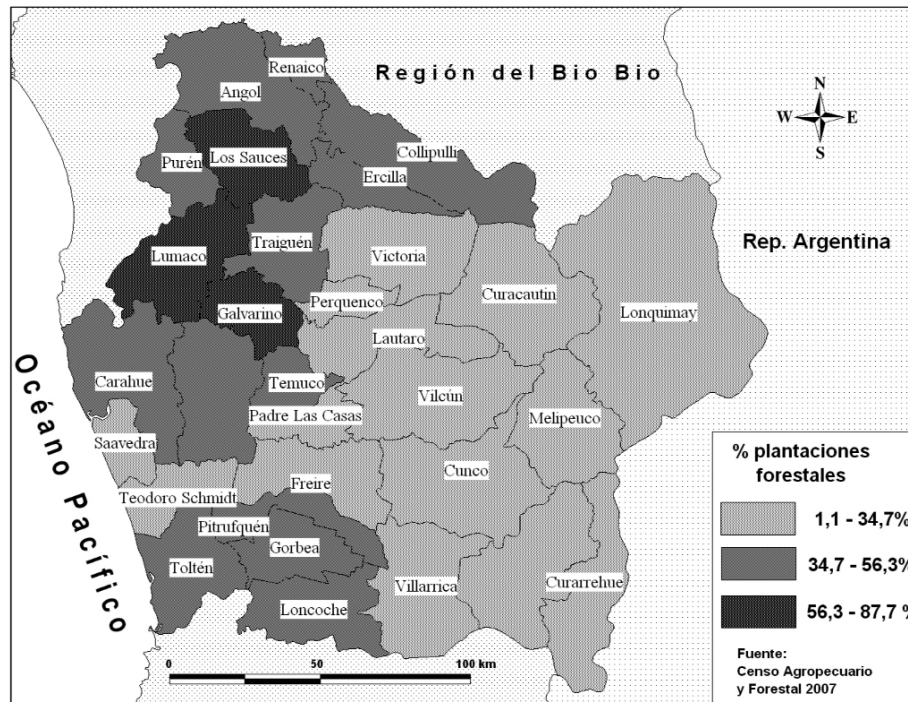 Región del Bio Bio
N
W E
S
Renaico
Angol
Collipulli
Los Sauces
Purén
Ercilla
Rep. Argentina
Traiguén
Lumaco
Victoria
Curacautin
Perquenco
Galvarino
Lonquimay
Lautaro
Carahue
Temuco
Vilcún
Padre Las Casas
Melipeuco
Saavedra
Océano Pacífico
Cunco
Freire
Teodoro Schmidt
Pitrufquén
Gorbea
Toltén
Villarrica
Curarrehue
Loncoche
0 50 100 km
% plantaciones
forestales
1,1 - 34,7%
34,7 - 56,3%
56,3 - 87,7 %
Fuente:
Censo Agropecuario
y Forestal 2007